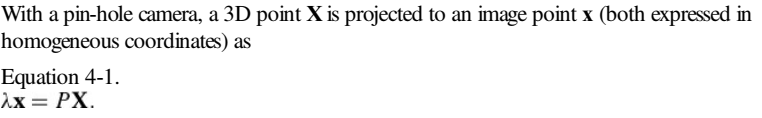 With a pin-hole camera, a 3D point X is projected to an image point x (both expressed in
homogeneous coordinates) as
Equation 4-1.
λx = PX.